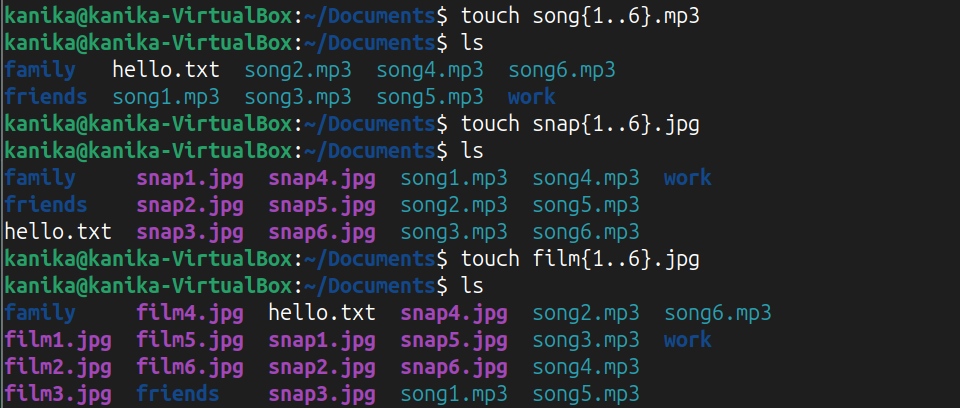 kanika@kanika-VirtualBox:~/Documents$ touch song{1..6}.mp3
kanika@kanika-VirtualBox:~/Documents$ ls
family   hello.txt  song2.mp3  song4.mp3  song6.mp3
friends  song1.mp3  song3.mp3  song5.mp3  work
kanika@kanika-VirtualBox:~/Documents$ touch snap{1..6}.jpg
kanika@kanika-VirtualBox:~/Documents$ ls
family     snap1.jpg  snap4.jpg  song1.mp3  song4.mp3  work
friends    snap2.jpg  snap5.jpg  song2.mp3  song5.mp3
hello.txt  snap3.jpg  snap6.jpg  song3.mp3  song6.mp3
kanika@kanika-VirtualBox:~/Documents$ touch film{1..6}.jpg
kanika@kanika-VirtualBox:~/Documents$ ls
family     film4.jpg  hello.txt  snap4.jpg  song2.mp3  song6.mp3
film1.jpg  film5.jpg  snap1.jpg  snap5.jpg  song3.mp3  work
film2.jpg  film6.jpg  snap2.jpg  snap6.jpg  song4.mp3
film3.jpg  friends    snap3.jpg  song1.mp3  song5.mp3